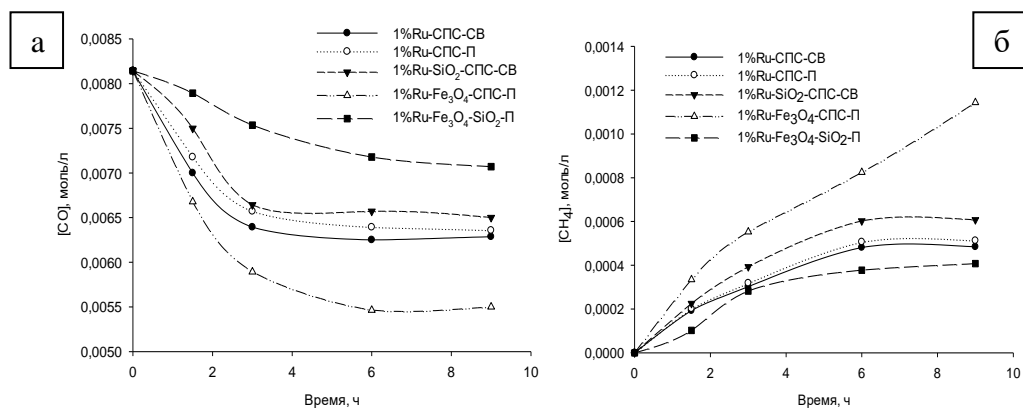 а
[CO], моль/л
0,0085
0,0080
0,0075
0,0070
0,0065
0,0060
0,0055
0,0050
0 2 4 6 8 10
Время, ч
1%Ru-СПС-СВ
1%Ru-СПС-П
1%Ru-SiO₂-СПС-СВ
1%Ru-Fe₃O₄-СПС-П
1%Ru-Fe₃O₄-SiO₂-П
б
[CH₄], моль/л
0,0014
0,0012
0,0010
0,0008
0,0006
0,0004
0,0002
0,0000
0 2 4 6 8 10
Время, ч
1%Ru-СПС-СВ
1%Ru-СПС-П
1%Ru-SiO₂-СПС-СВ
1%Ru-Fe₃O₄-СПС-П
1%Ru-Fe₃O₄-SiO₂-П